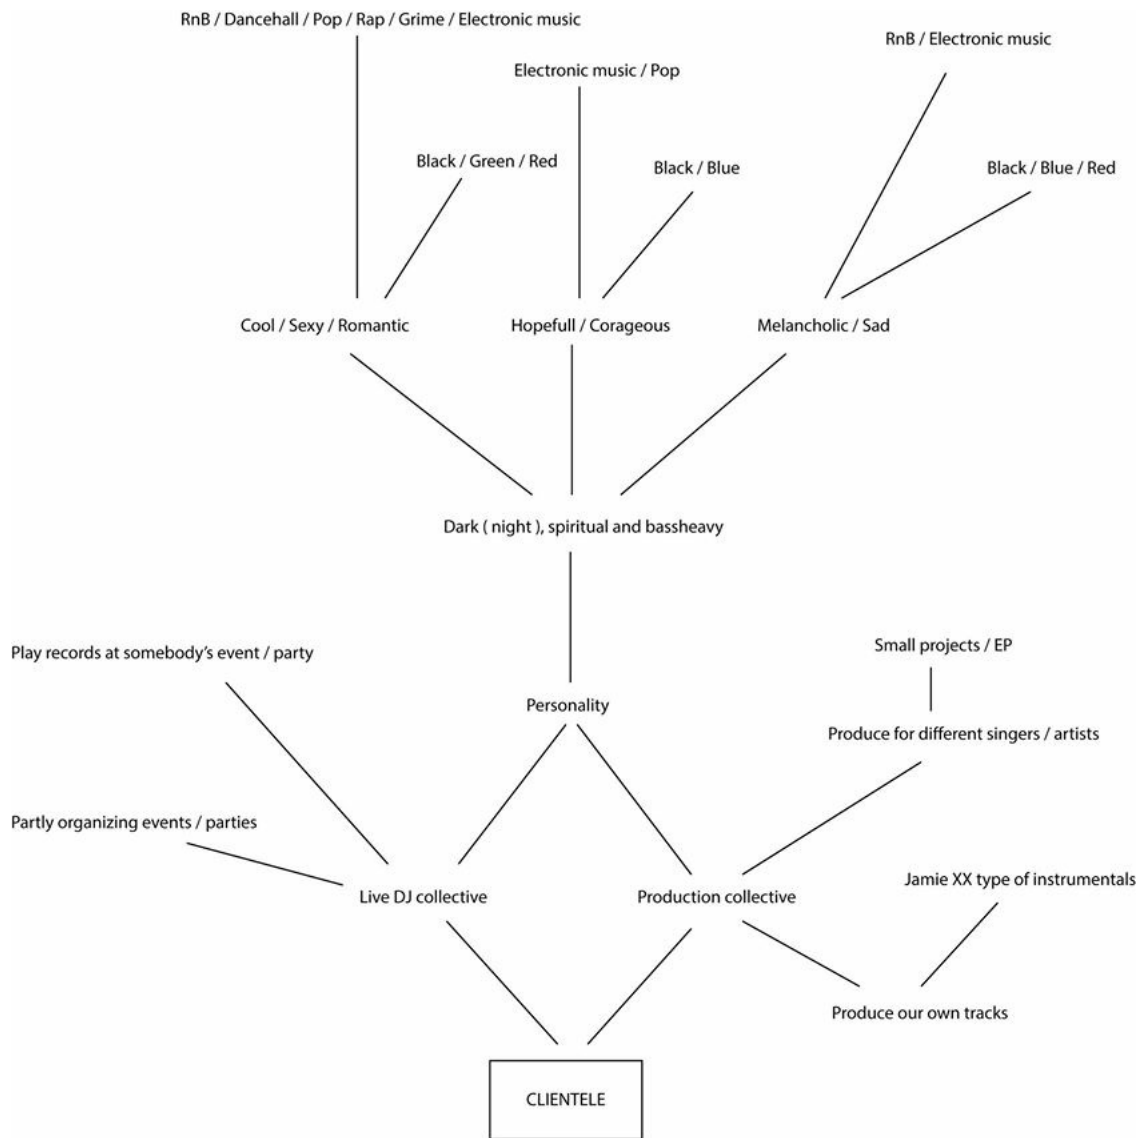 RnB / Dancehall / Pop / Rap / Grime / Electronic music
RnB / Electronic music
Electronic music / Pop
Black / Green / Red
Black / Blue
Black / Blue / Red
Cool / Sexy / Romantic
Hopefull / Corageous
Melancholic / Sad
Dark ( night ), spiritual and bassheavy
Play records at somebody's event / party
Small projects / EP
Personality
Produce for different singers / artists
Partly organizing events / parties
Jamie XX type of instrumentals
Live DJ collective
Production collective
Produce our own tracks
CLIENTELE